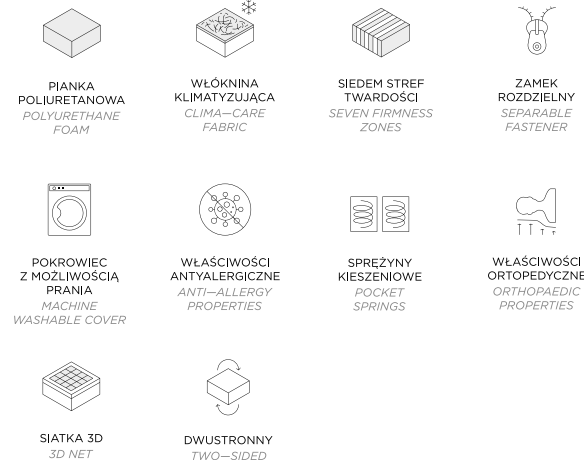 PIANKA
POLIURETANOWA
POLYURETHANE
FOAM
WŁÓKNINA
KLIMATYZUJĄCA
CLIMA—CARE
FABRIC
SIEDEM STREF
TWARDOŚCI
SEVEN FIRMNESS
ZONES
ZAMEK
ROZDZIELNY
SEPARABLE
FASTENER
POKROWIEC
Z MOŻLIWOŚCIĄ
PRANIA
MACHINE
WASHABLE COVER
WŁAŚCIWOŚCI
ANTYALERGICZNE
ANTI—ALLERGY
PROPERTIES
SPRĘŻYNY
KIESZENIOWE
POCKET
SPRINGS
WŁAŚCIWOŚCI
ORTOPEDYCZNE
ORTHOPAEDIC
PROPERTIES
SIATKA 3D
3D NET
DWUSTRONNY
TWO—SIDED